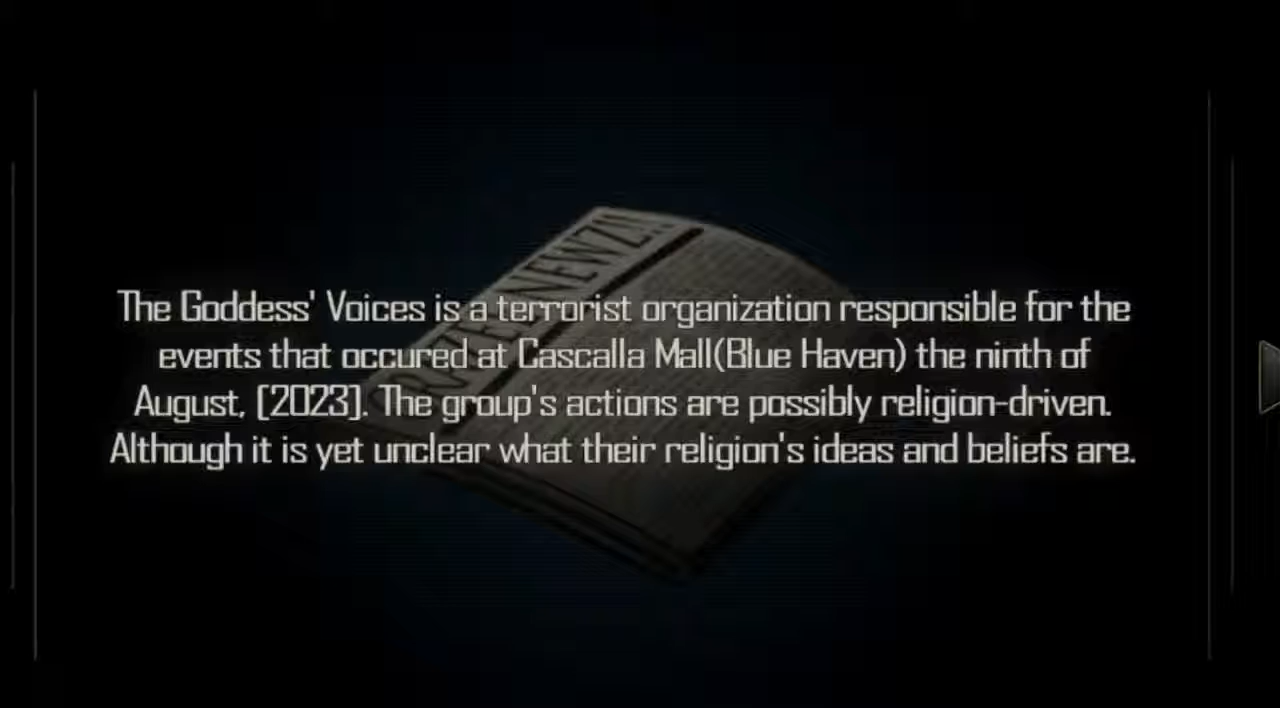 The Goddess' Voices is a terrorist organization responsible for the
events that occured at Cascalla Mall(Blue Haven) the ninth of
August, [2023]. The group's actions are possibly religion-driven.
Although it is yet unclear what their religion's ideas and beliefs are.
NEWZ!!